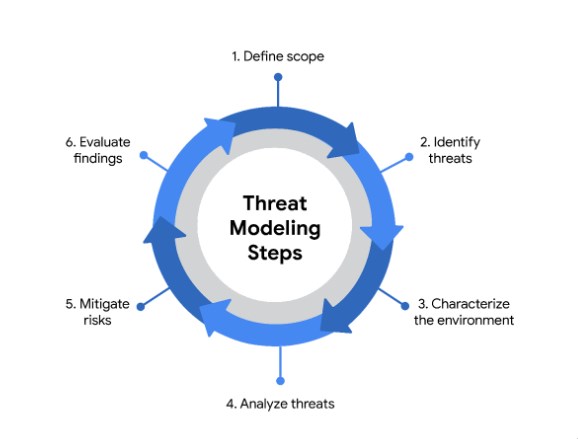 1. Define scope
2. Identify
threats
3. Characterize
the environment
4. Analyze threats
5. Mitigate
risks
6. Evaluate
findings
Threat
Modeling
Steps